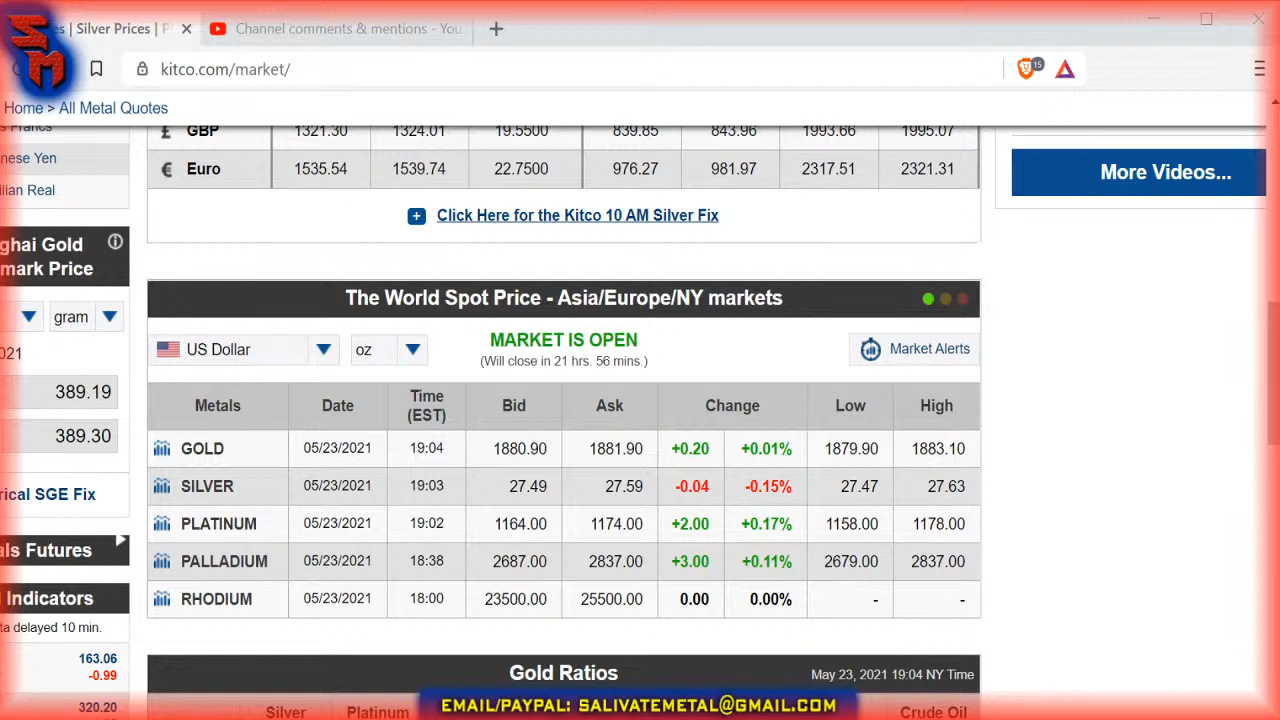 es | Silver Prices | P
Channel comments & mentions - You
kitco.com/market/
15
SM
Home > All Metal Quotes
s Francs
nese Yen
ilian Real
GBP 1321.30 1324.01 19.5500 839.85 843.96 1993.66 1995.07
Euro 1535.54 1539.74 22.7500 976.27 981.97 2317.51 2321.31
More Videos...
Click Here for the Kitco 10 AM Silver Fix
ghai Gold
mark Price
gram
2021
389.19
389.30
rical SGE Fix
als Futures
l Indicators
ta delayed 10 min.
163.06
-0.99
320.20
The World Spot Price - Asia/Europe/NY markets
US Dollar
oz
MARKET IS OPEN
(Will close in 21 hrs. 56 mins.)
Market Alerts
Metals Date Time (EST) Bid Ask Change Low High
GOLD 05/23/2021 19:04 1880.90 1881.90 +0.20 +0.01% 1879.90 1883.10
SILVER 05/23/2021 19:03 27.49 27.59 -0.04 -0.15% 27.47 27.63
PLATINUM 05/23/2021 19:02 1164.00 1174.00 +2.00 +0.17% 1158.00 1178.00
PALLADIUM 05/23/2021 18:38 2687.00 2837.00 +3.00 +0.11% 2679.00 2837.00
RHODIUM 05/23/2021 18:00 23500.00 25500.00 0.00 0.00% - -
Gold Ratios
May 23, 2021 19:04 NY Time
Silver Platinum Crude Oil
EMAIL/PAYPAL: SALIVATEMETAL@GMAIL.COM